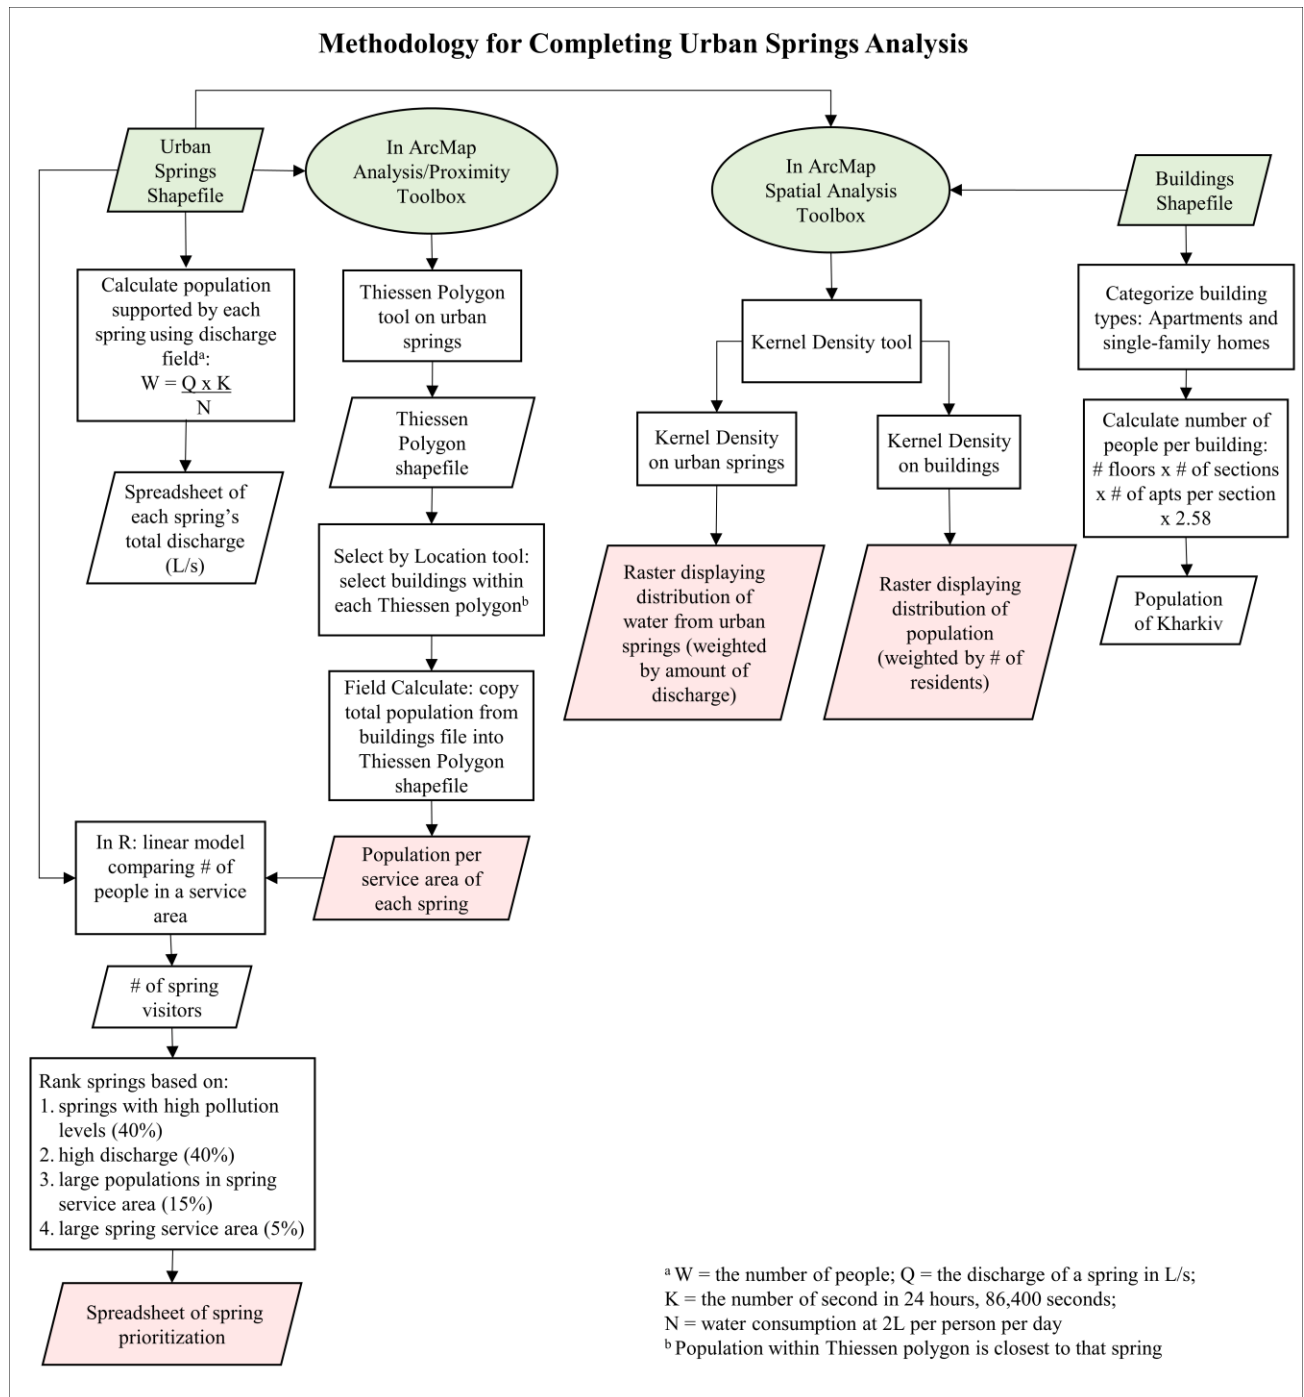 Methodology for Completing Urban Springs Analysis
Urban
Springs
Shapefile
In ArcMap
Analysis/Proximity
Toolbox
In ArcMap
Spatial Analysis
Toolbox
Buildings
Shapefile
Calculate population
supported by each
spring using discharge
fieldᵃ:
W = Q x K
N
Thiessen Polygon
tool on urban
springs
Kernel Density tool
Categorize building
types: Apartments and
single-family homes
Spreadsheet of
each spring's
total discharge
(L/s)
Thiessen
Polygon
shapefile
Kernel Density
on urban springs
Kernel Density
on buildings
Calculate number of
people per building:
# floors x # of sections
x # of apts per section
x 2.58
Select by Location tool:
select buildings within
each Thiessen polygonᵇ
Raster displaying
distribution of
water from urban
springs (weighted
by amount of
discharge)
Raster displaying
distribution of
population
(weighted by # of
residents)
Population
of Kharkiv
Field Calculate: copy
total population from
buildings file into
Thiessen Polygon
shapefile
In R: linear model
comparing # of
people in a service
area
Population per
service area of
each spring
# of spring
visitors
Rank springs based on:
1. springs with high pollution
levels (40%)
2. high discharge (40%)
3. large populations in spring
service area (15%)
4. large spring service area (5%)
Spreadsheet of spring
prioritization
ᵃ W = the number of people; Q = the discharge of a spring in L/s;
K = the number of second in 24 hours, 86,400 seconds;
N = water consumption at 2L per person per day
ᵇ Population within Thiessen polygon is closest to that spring